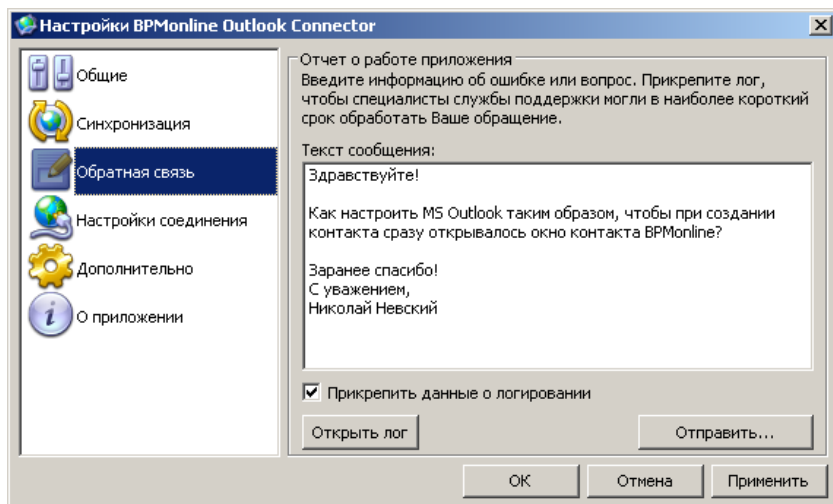 Настройки BPMonline Outlook Connector
Общие
Синхронизация
Обратная связь
Настройки соединения
Дополнительно
О приложении
Отчет о работе приложения
Введите информацию об ошибке или вопрос. Прикрепите лог,
чтобы специалисты службы поддержки могли в наиболее короткий
срок обработать Ваше обращение.
Текст сообщения:
Здравствуйте!
Как настроить MS Outlook таким образом, чтобы при создании
контакта сразу открывалось окно контакта BPMonline?
Заранее спасибо!
С уважением,
Николай Невский
Прикрепить данные о логировании
Открыть лог
Отправить...
ОК
Отмена
Применить